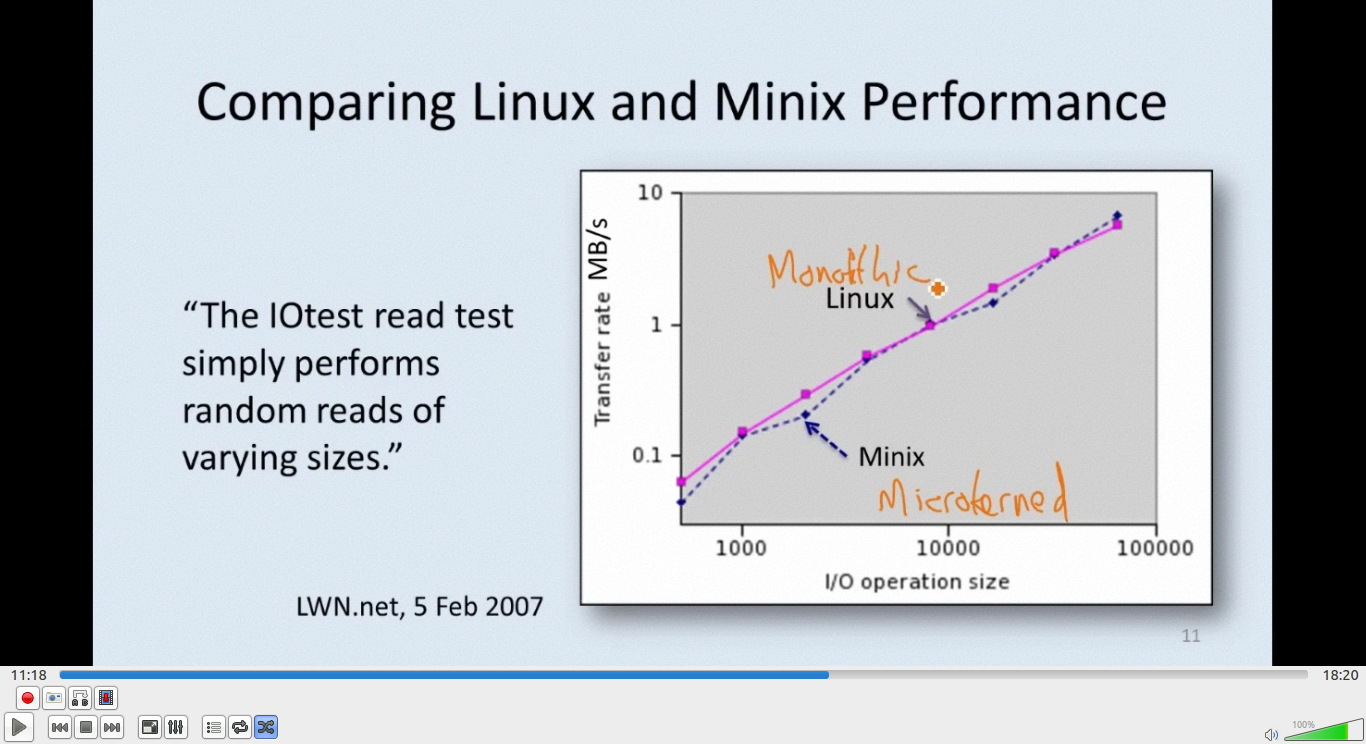 Comparing Linux and Minix Performance
“The IOtest read test
simply performs
random reads of
varying sizes.”
LWN.net, 5 Feb 2007
Transfer rate MB/s
10
1
0.1
Monolthic
Linux
Minix
Microkerned
1000
10000
100000
I/O operation size
11
11:18
18:20
100%